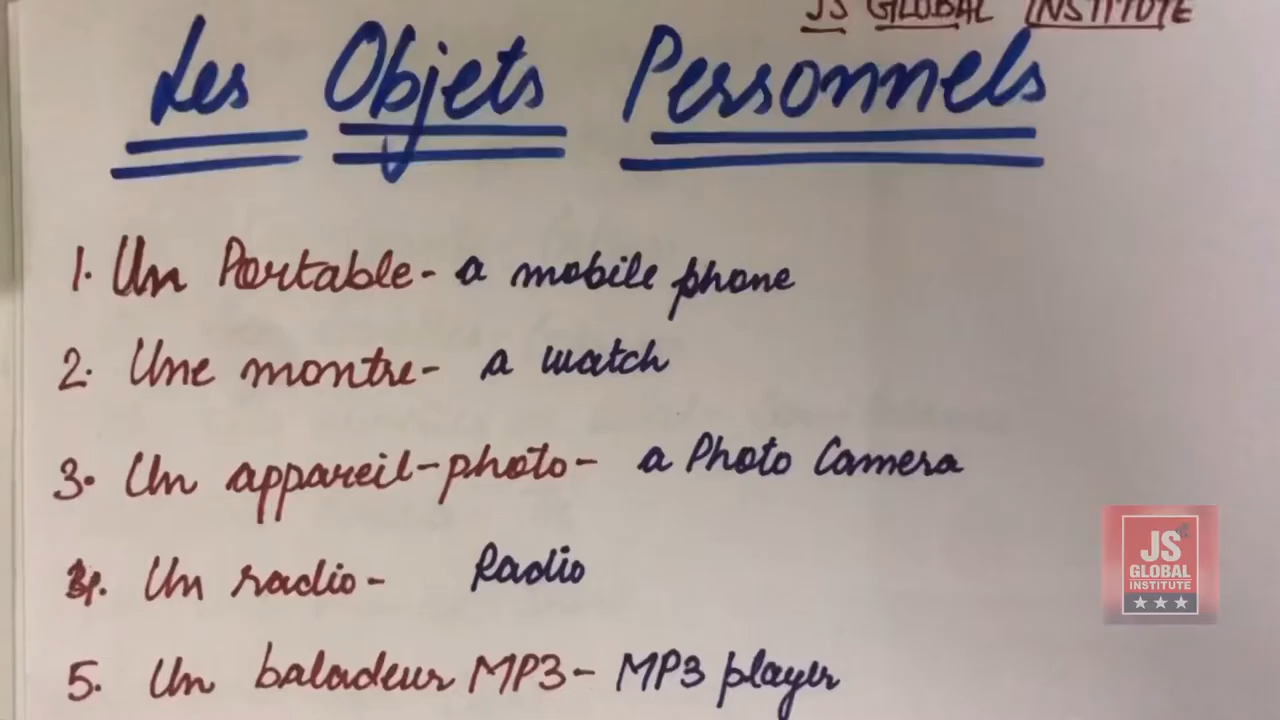 JS GLOBAL INSTITUTE
Les Objets Personnels
1. Un Portable - a mobile phone
2. Une montre - a watch
3. Un appareil-photo - a Photo Camera
4. Un radio - Radio
5. Un baladeur MP3 - MP3 player
JS
GLOBAL
INSTITUTE